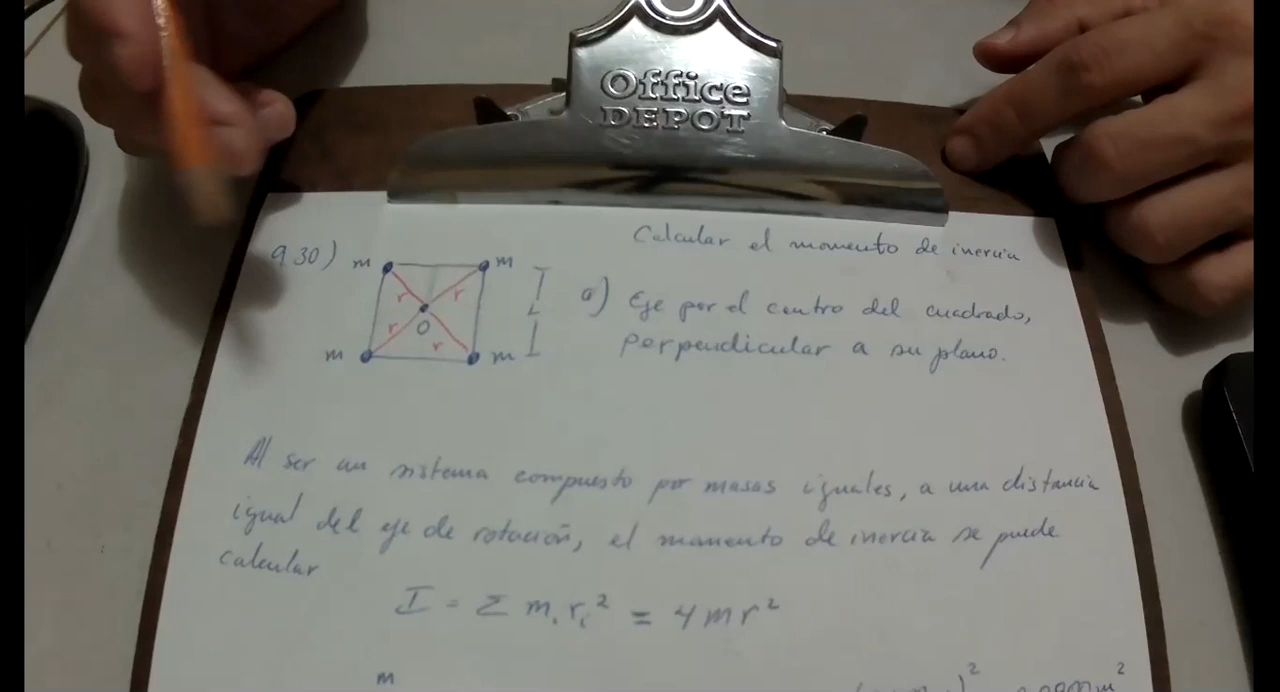 Office
DEPOT
Calcular el momento de inercia
9.30)
m
m
r
r
r
r
O
L
m
m
a) Eje por el centro del cuadrado,
perpendicular a su plano.
Al ser un sistema compuesto por masas iguales, a una distancia
igual del eje de rotación, el momento de inercia se puede
calcular
I = Σ mᵢ rᵢ² = 4mr²
m